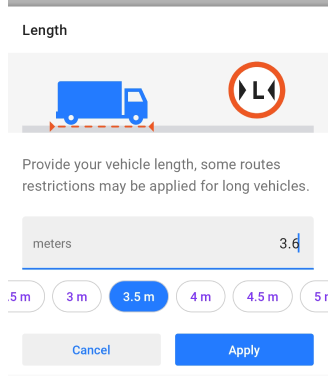 Length
L
Provide your vehicle length, some routes
restrictions may be applied for long vehicles.
meters 3.6
.5 m 3 m 3.5 m 4 m 4.5 m 5 m
Cancel Apply